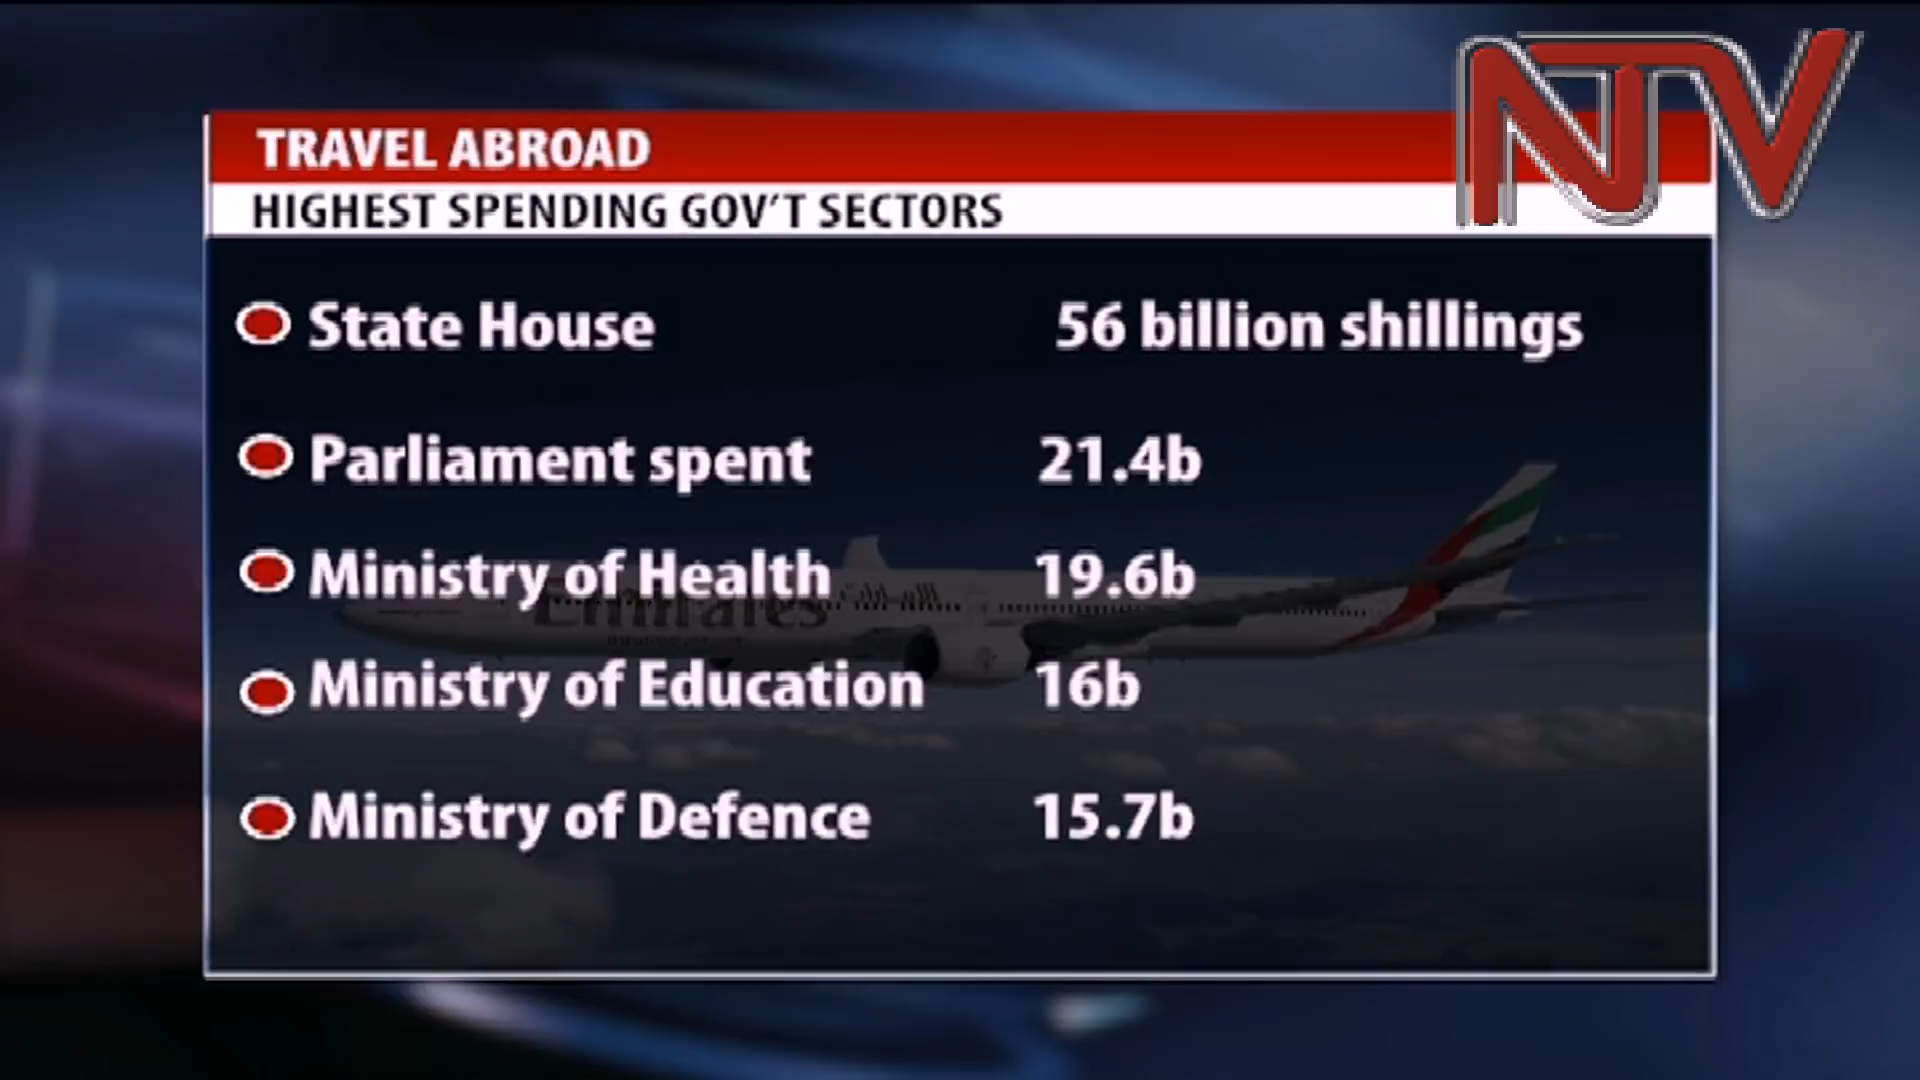 NTV
TRAVEL ABROAD
HIGHEST SPENDING GOV'T SECTORS
State House 56 billion shillings
Parliament spent 21.4b
Ministry of Health 19.6b
Emirates
Ministry of Education 16b
Ministry of Defence 15.7b